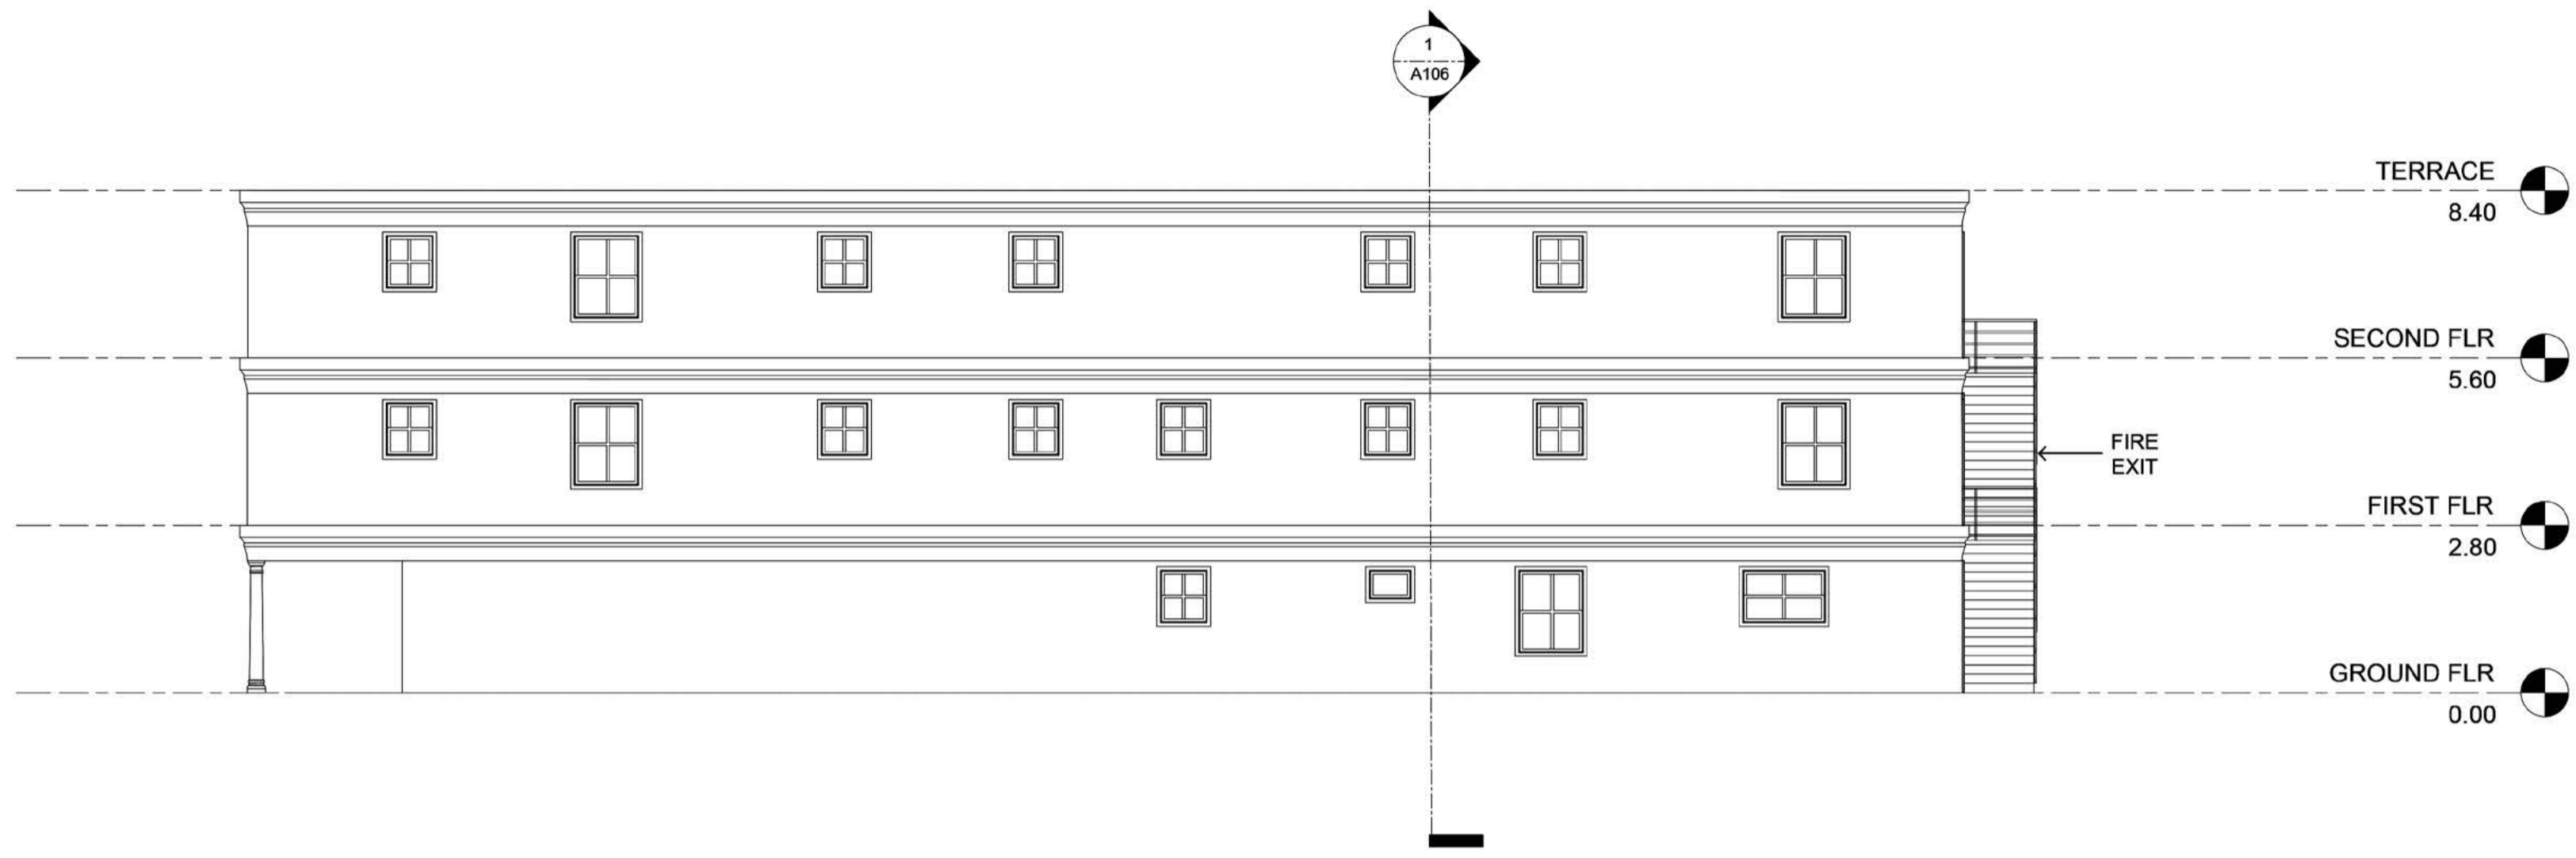 1
A106
TERRACE
8.40
SECOND FLR
5.60
FIRE
EXIT
FIRST FLR
2.80
GROUND FLR
0.00